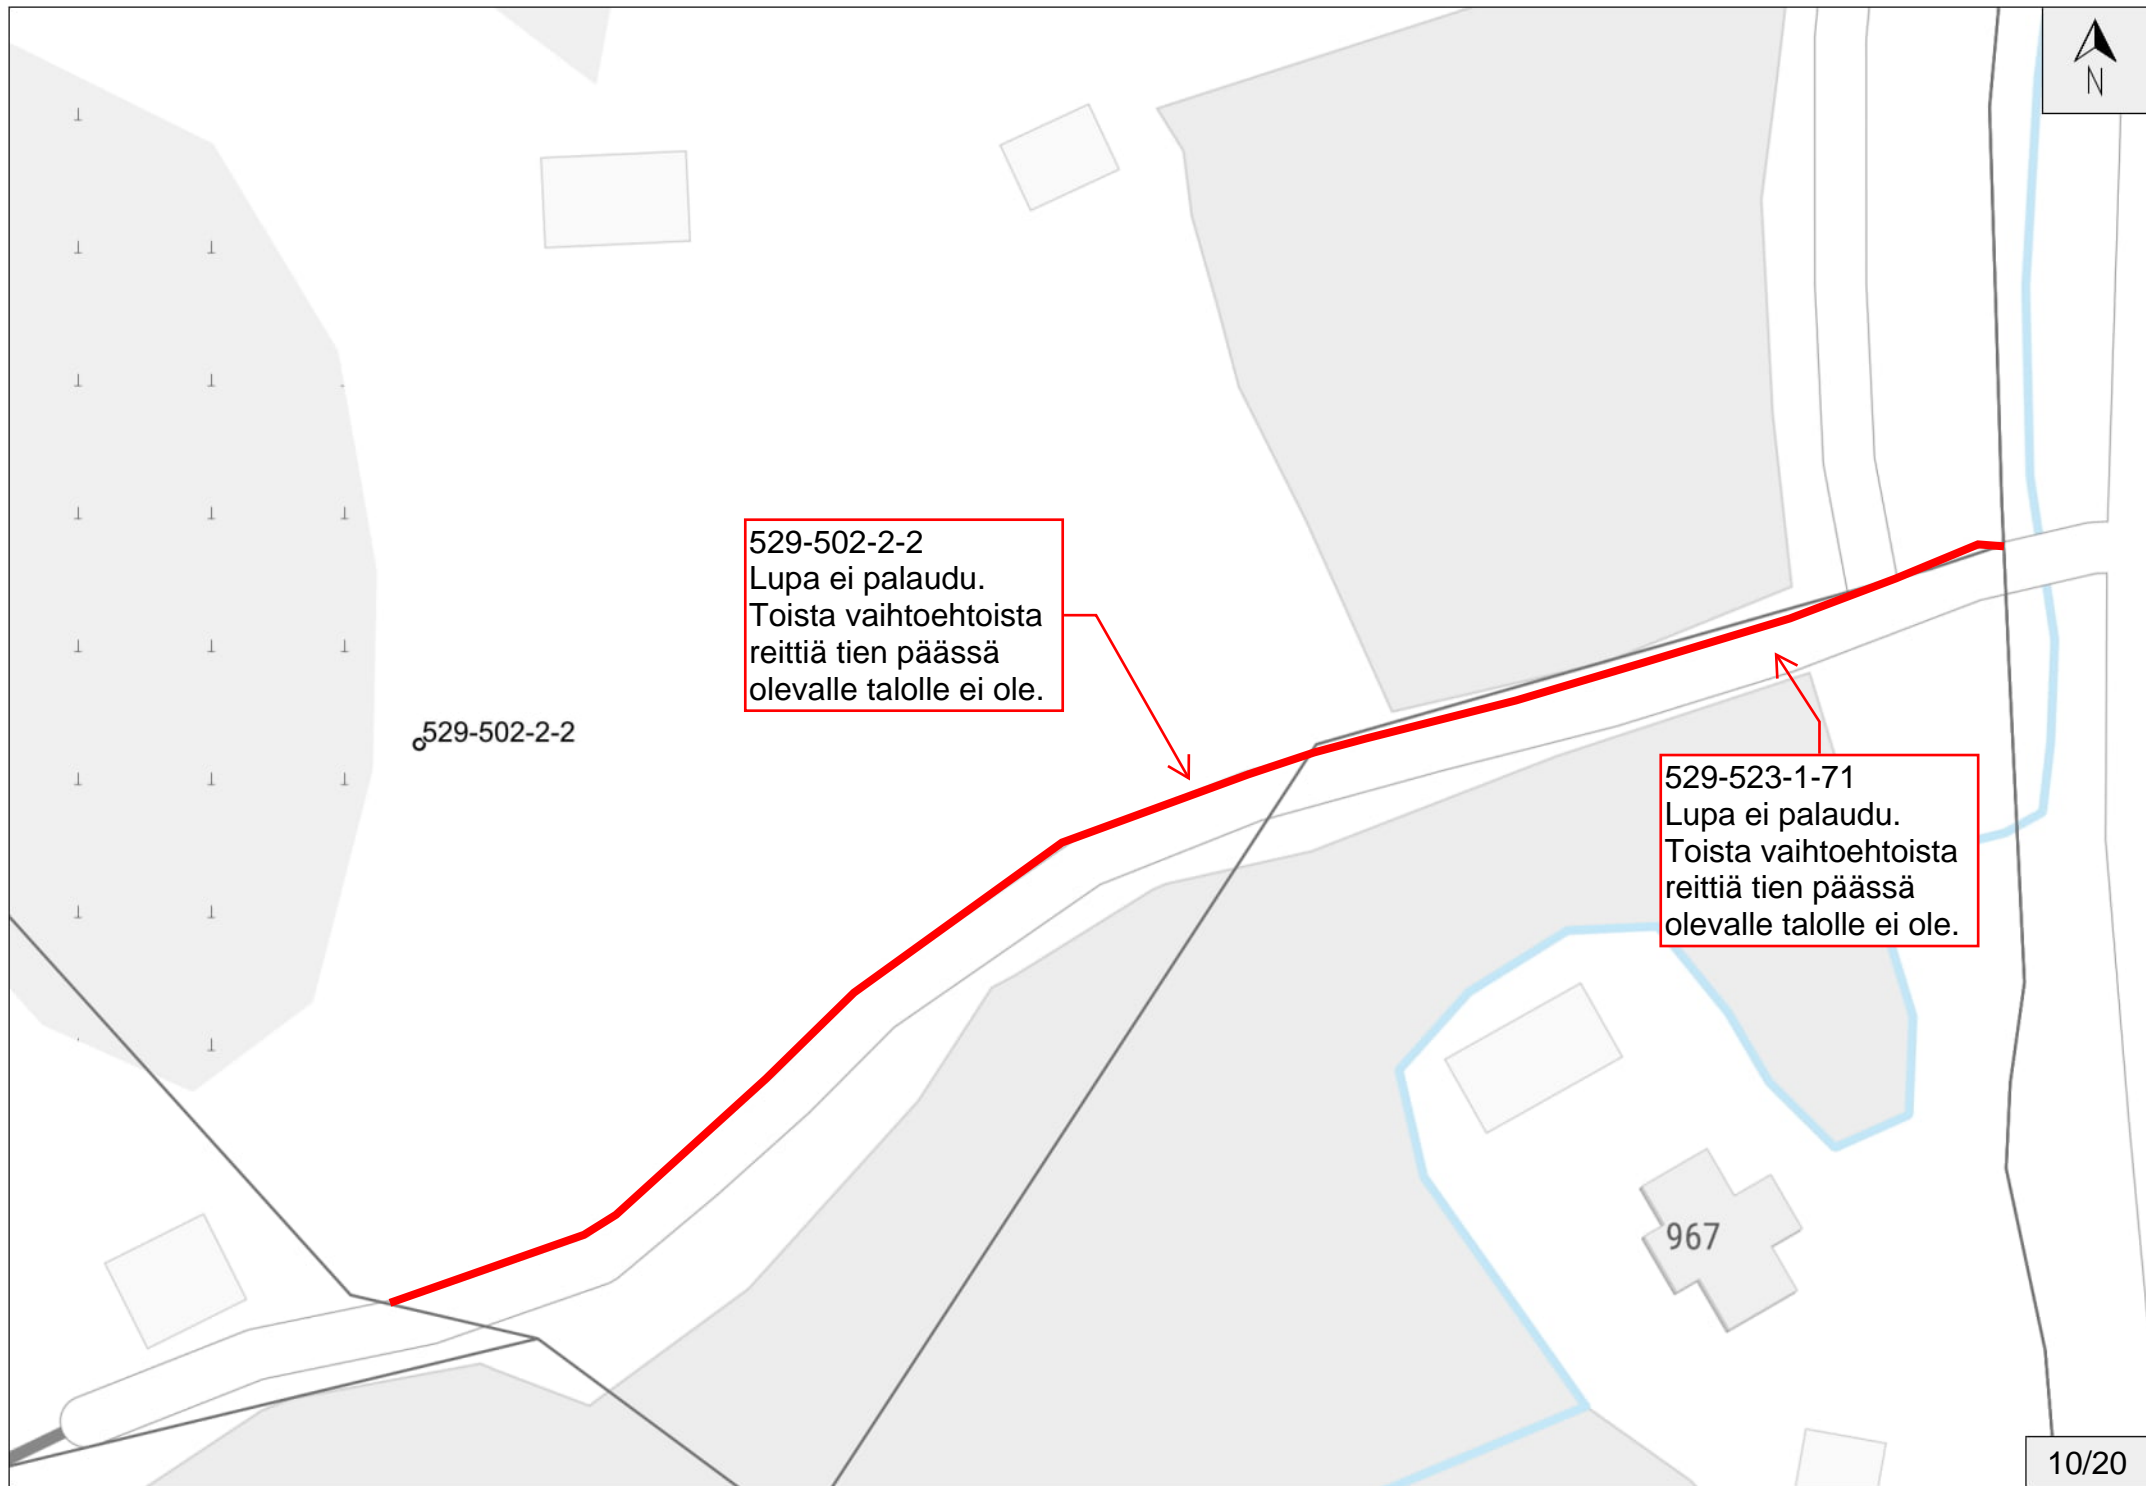 N
529-502-2-2
Lupa ei palaudu.
Toista vaihtoehtoista
reittiä tien päässä
olevalle talolle ei ole.
529-502-2-2
529-523-1-71
Lupa ei palaudu.
Toista vaihtoehtoista
reittiä tien päässä
olevalle talolle ei ole.
967
10/20